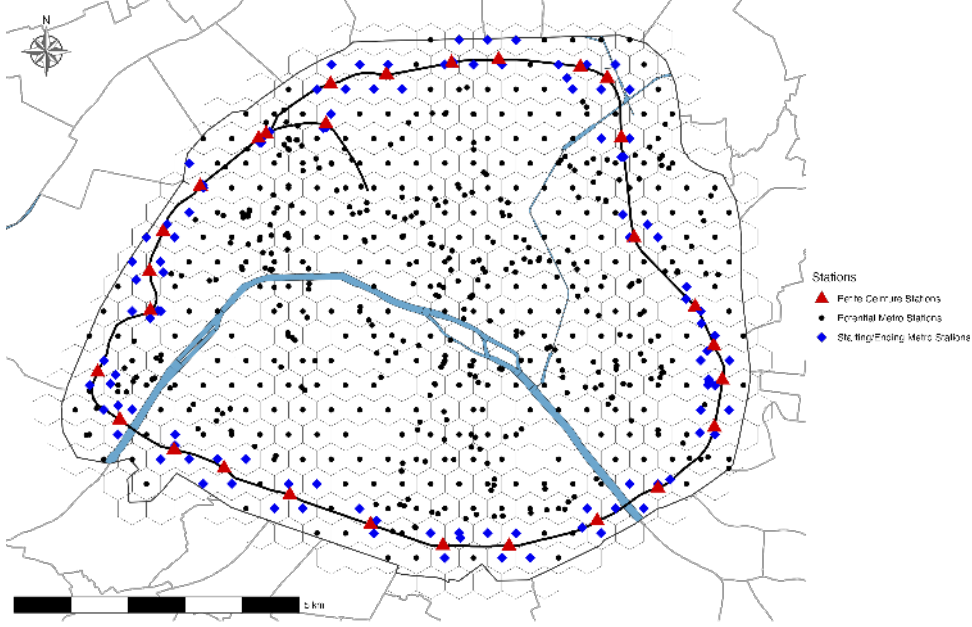 N
Stations
Petite Ceinture Stations
Potential Metro Stations
Starting/Ending Metro Stations
5 km